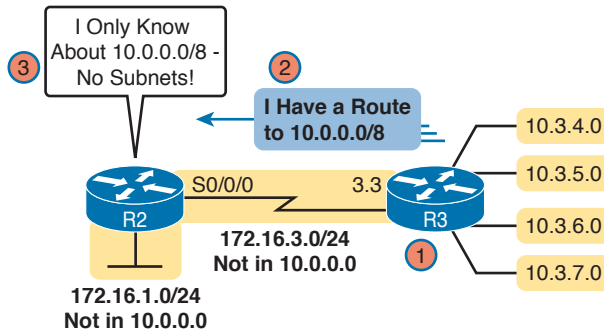 I Only Know
About 10.0.0.0/8 -
No Subnets!
3
2
I Have a Route
to 10.0.0.0/8
10.3.4.0
10.3.5.0
10.3.6.0
10.3.7.0
S0/0/0
3.3
R2
R3
1
172.16.3.0/24
Not in 10.0.0.0
172.16.1.0/24
Not in 10.0.0.0